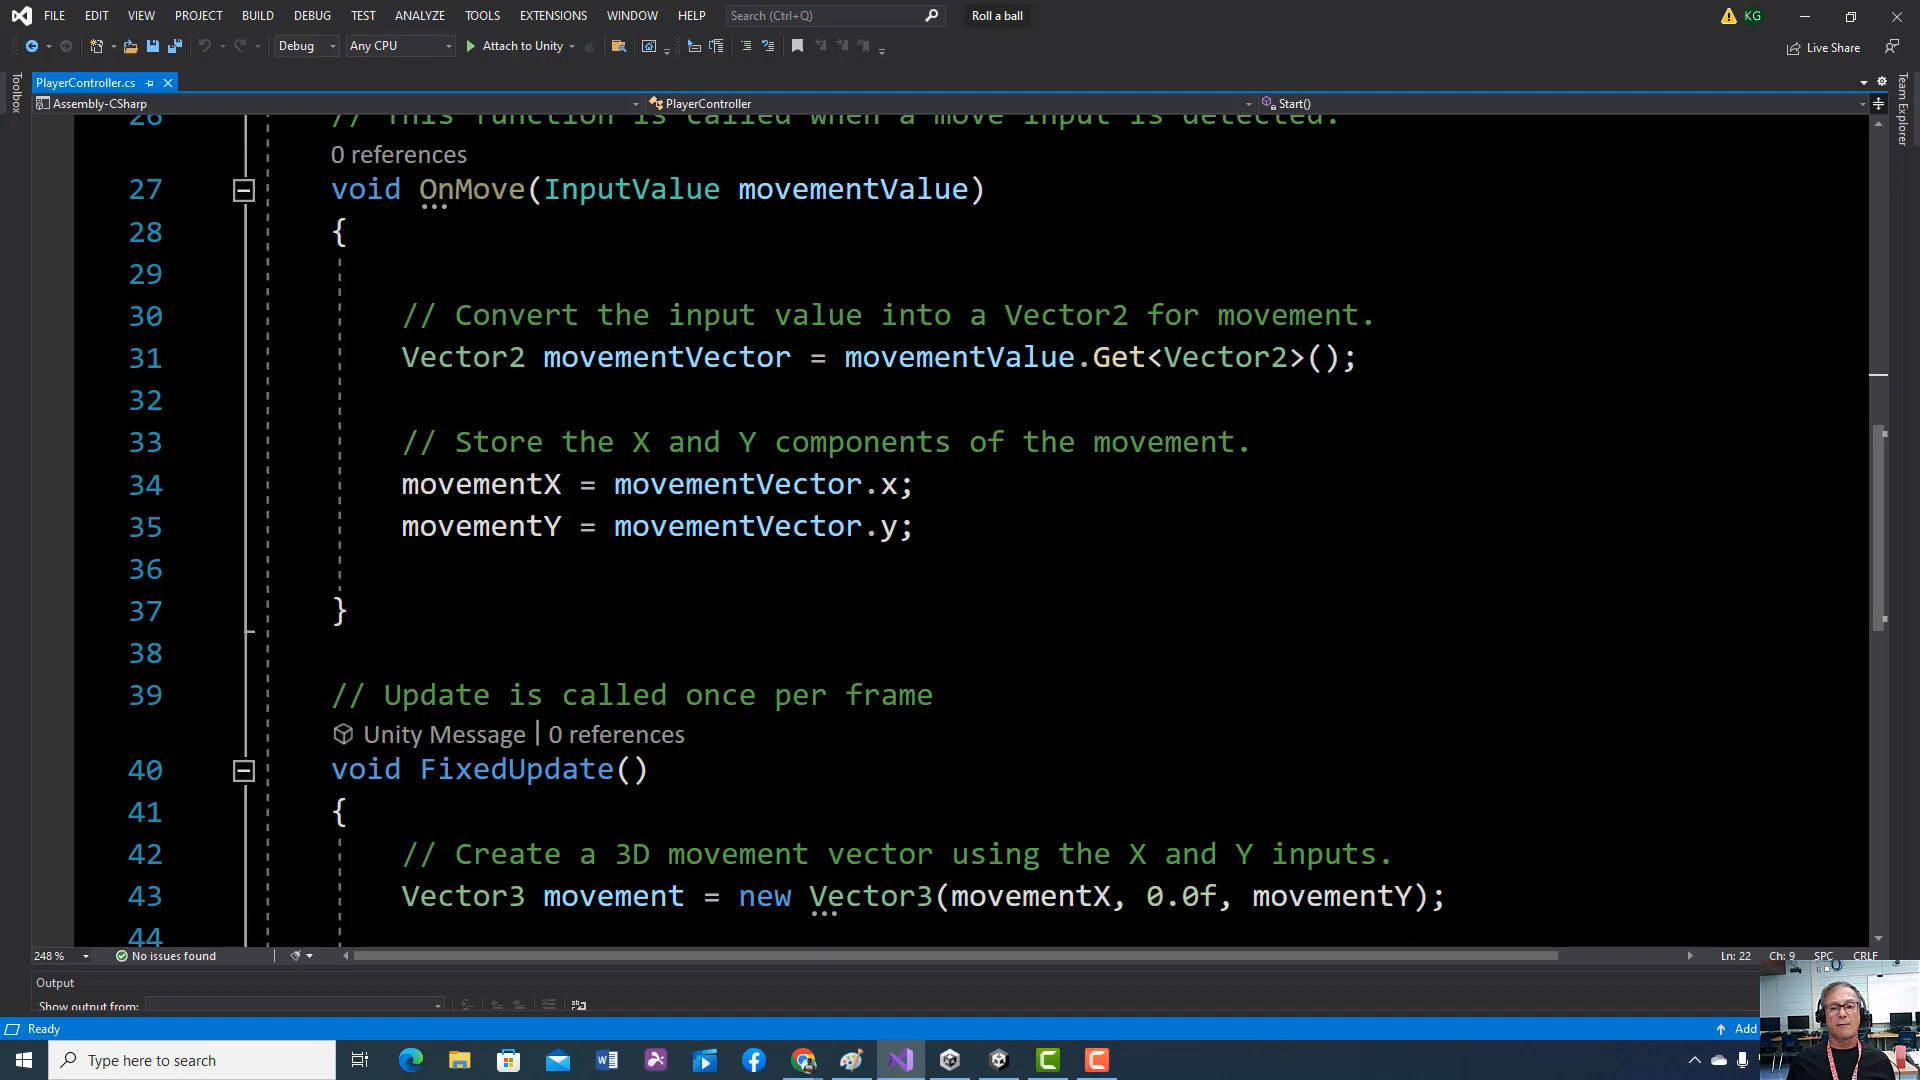 FILE EDIT VIEW PROJECT BUILD DEBUG TEST ANALYZE TOOLS EXTENSIONS WINDOW HELP Search (Ctrl+Q) Roll a ball KG
Debug Any CPU Attach to Unity Live Share
Toolbox
PlayerController.cs
Team Explorer
Assembly-CSharp PlayerController Start()
26 // This function is called when a move input is detected.
0 references
27 void OnMove(InputValue movementValue)
28 {
29
30 // Convert the input value into a Vector2 for movement.
31 Vector2 movementVector = movementValue.Get<Vector2>();
32
33 // Store the X and Y components of the movement.
34 movementX = movementVector.x;
35 movementY = movementVector.y;
36
37 }
38
39 // Update is called once per frame
Unity Message | 0 references
40 void FixedUpdate()
41 {
42 // Create a 3D movement vector using the X and Y inputs.
43 Vector3 movement = new Vector3(movementX, 0.0f, movementY);
44
248 % No issues found Ln: 22 Ch: 9 SPC CRLF
Output
Show output from:
Ready Add
Type here to search